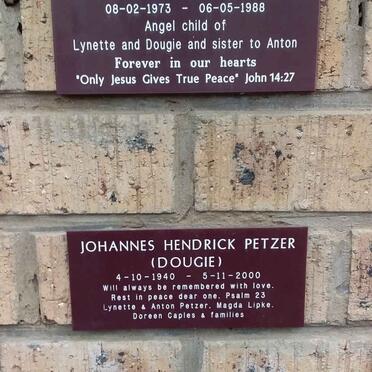 08-02-1973 - 06-05-1988
Angel child of
Lynette and Dougie and sister to Anton
Forever in our hearts
"Only Jesus Gives True Peace" John 14:27
JOHANNES HENDRICK PETZER
(DOUGIE)
4-10-1940 - 5-11-2000
Will always be remembered with love.
Rest in peace dear one. Psalm 23
Lynette & Anton Petzer. Magda Lipke.
Doreen Caples & families